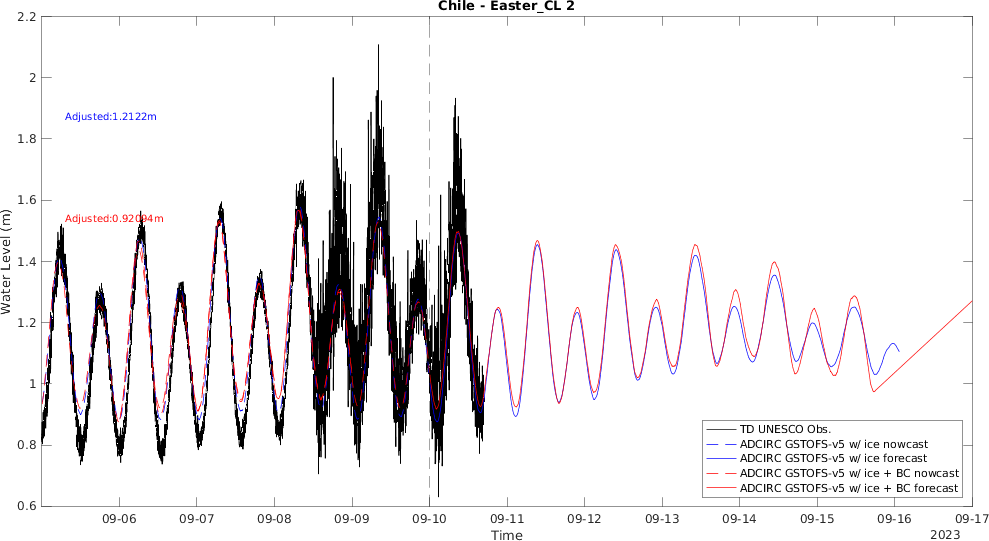 Chile - Easter_CL 2
2.2
2
1.8
1.6
1.4
1.2
1
0.8
0.6
Water Level (m)
Adjusted:1.2122m
Adjusted:0.92094m
TD UNESCO Obs.
ADCIRC GSTOFS-v5 w/ ice nowcast
ADCIRC GSTOFS-v5 w/ ice forecast
ADCIRC GSTOFS-v5 w/ ice + BC nowcast
ADCIRC GSTOFS-v5 w/ ice + BC forecast
09-06 09-07 09-08 09-09 09-10 09-11 09-12 09-13 09-14 09-15 09-16 09-17
Time
2023